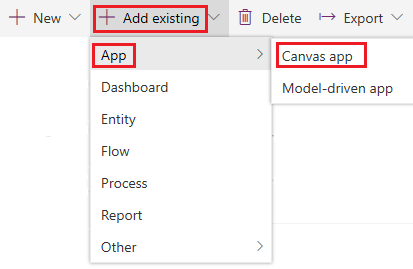 New Add existing Delete Export
App Canvas app
Dashboard Model-driven app
Entity
Flow
Process
Report
Other